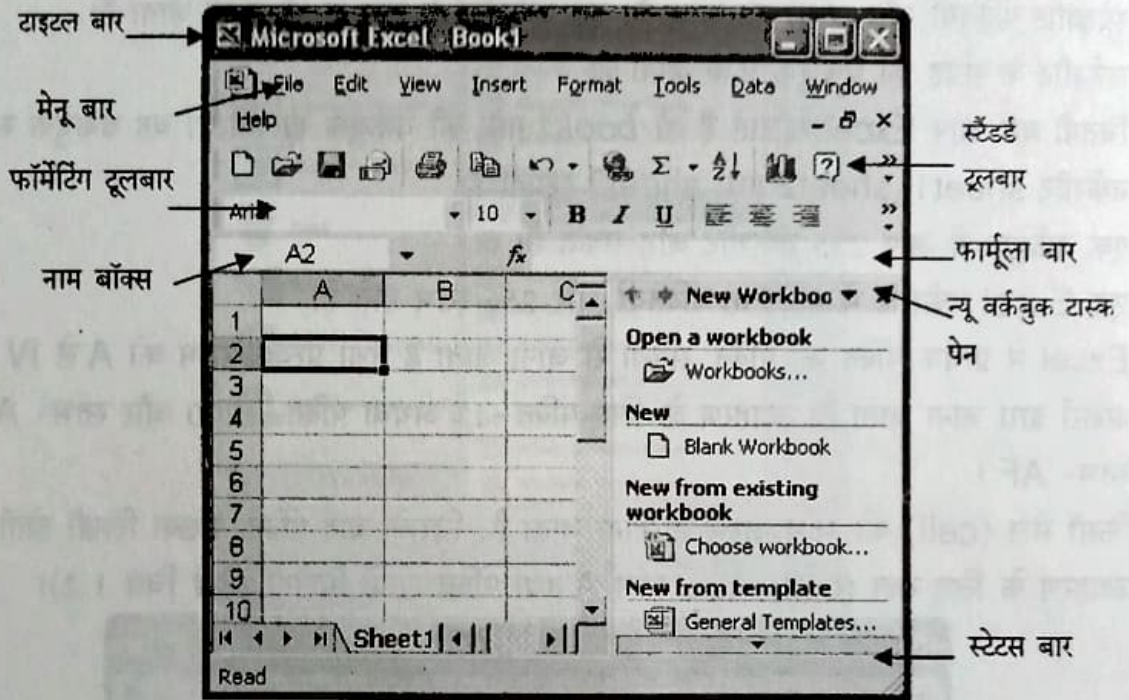 टाइटल बार
Microsoft Excel - Book1
मेनू बार
File Edit View Insert Format Tools Data Window
Help
स्टैंडर्ड
टूलबार
फॉर्मेटिंग टूलबार
10 B I U
नाम बॉक्स
A2 fx
फार्मूला बार
A B C
New Workboo
न्यू वर्कबुक टास्क
पेन
1
2
3
4
5
6
7
8
9
10
Open a workbook
Workbooks...
New
Blank Workbook
New from existing
workbook
Choose workbook...
New from template
General Templates...
Sheet1
स्टेटस बार
Read